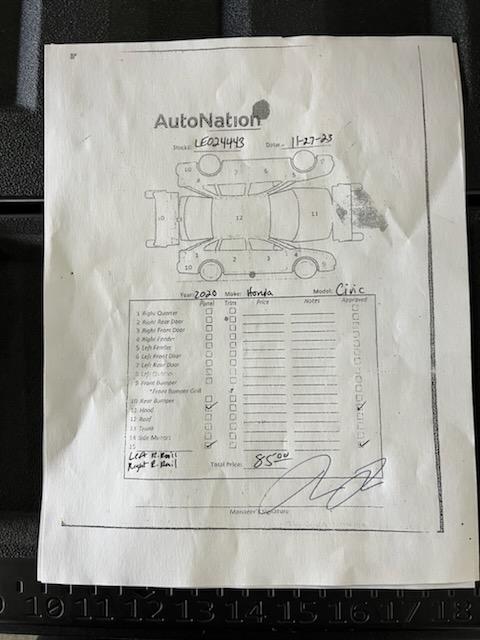 AutoNation
Stock#: LE024443 Date: 11-27-23
10 8 7 6 5
10 9 12 11
10 1 2 3 4 9
Year: 2020 Make: Honda Model: Civic
Panel Trim Price Notes Approved
1 Right Quarter
2 Right Rear Door
3 Right Front Door
4 Right Fender
5 Left Fender
6 Left Front Door
7 Left Rear Door
8 Left Quarter
9 Front Bumper
*Front Bumper Grill
10 Rear Bumper
11 Hood
12 Roof
13 Trunk
14 Side Mirrors
15
Left R. Rail
Right R. Rail Total Price: 85.00
Manager's Signature
9 10 11 12 13 14 15 16 17 18